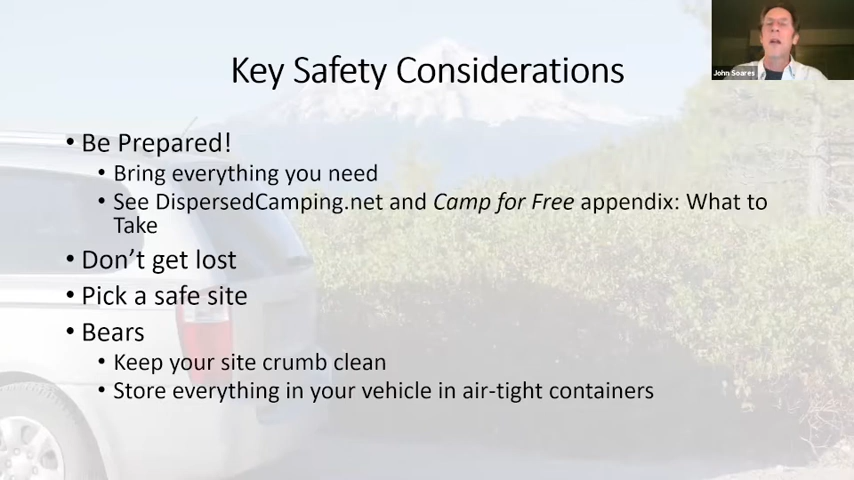 John Soares
Key Safety Considerations
• Be Prepared!
• Bring everything you need
• See DispersedCamping.net and Camp for Free appendix: What to
Take
• Don’t get lost
• Pick a safe site
• Bears
• Keep your site crumb clean
• Store everything in your vehicle in air-tight containers